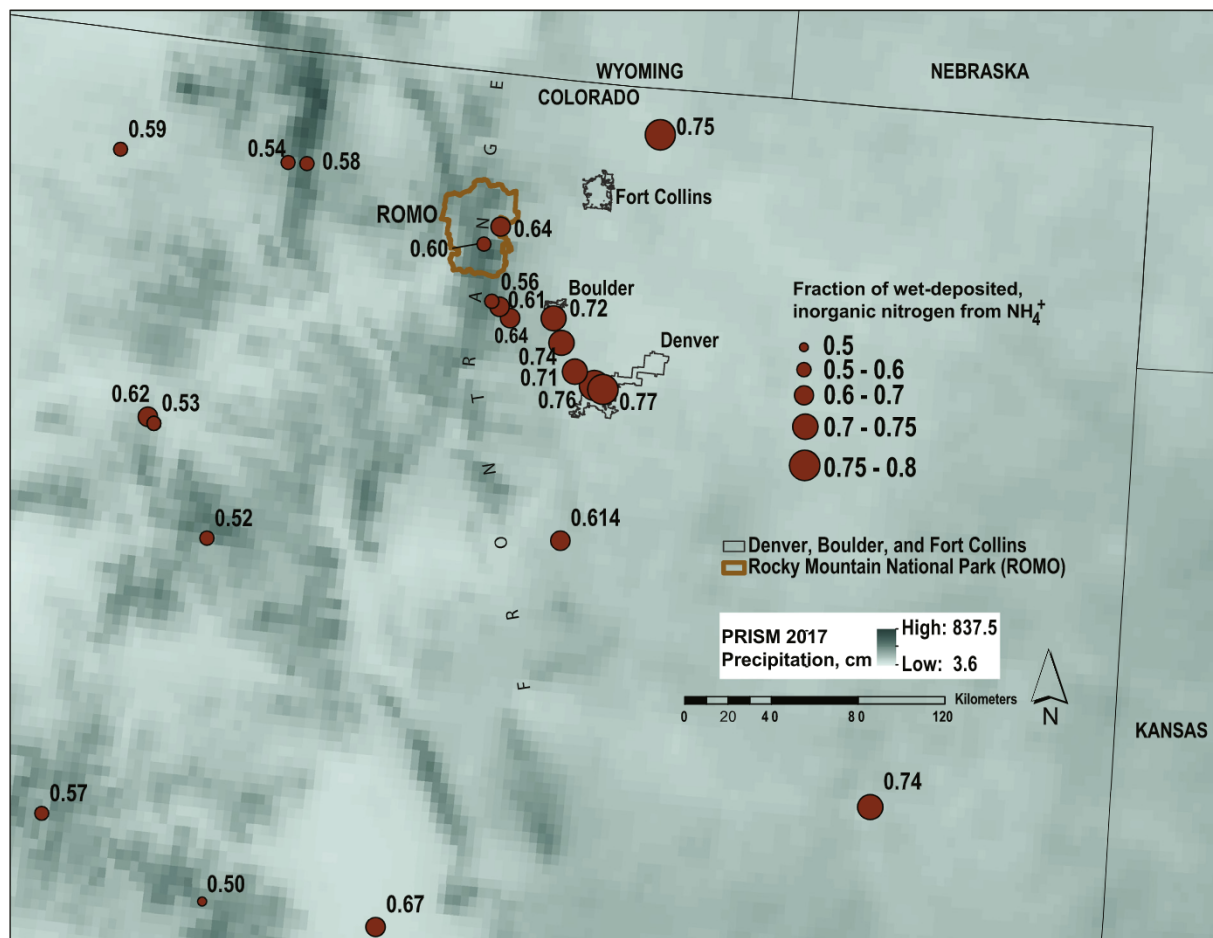 WYOMING
NEBRASKA
COLORADO
0.59
0.54
0.58
0.75
Fort Collins
ROMO
0.64
0.60
0.56
0.61
0.64
Boulder
0.72
Denver
0.74
0.71
0.76
0.77
0.62
0.53
0.52
0.614
F R O N T R A N G E
Fraction of wet-deposited,
inorganic nitrogen from NH₄⁺
0.5
0.5 - 0.6
0.6 - 0.7
0.7 - 0.75
0.75 - 0.8
Denver, Boulder, and Fort Collins
Rocky Mountain National Park (ROMO)
PRISM 2017
Precipitation, cm
High: 837.5
Low: 3.6
Kilometers
0 20 40 80 120
N
KANSAS
0.57
0.74
0.50
0.67